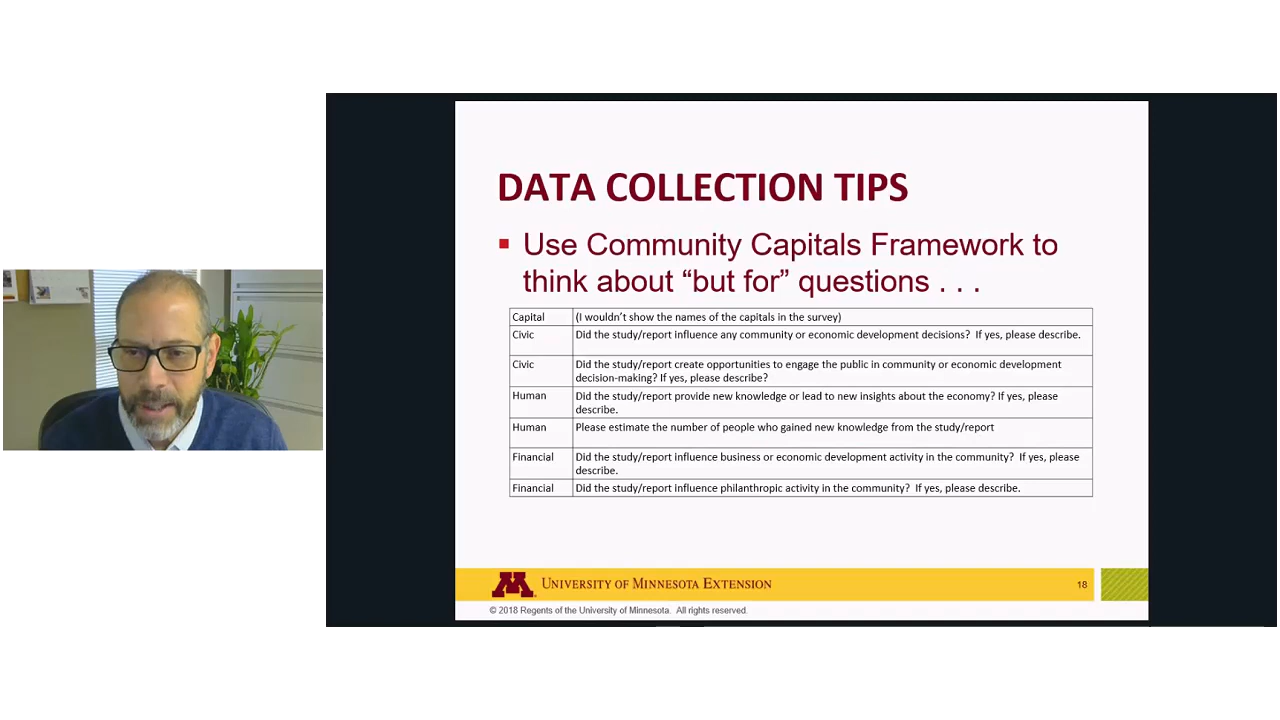 DATA COLLECTION TIPS
Use Community Capitals Framework to
think about “but for” questions . . .
Capital (I wouldn’t show the names of the capitals in the survey)
Civic Did the study/report influence any community or economic development decisions? If yes, please describe.
Civic Did the study/report create opportunities to engage the public in community or economic development
decision-making? If yes, please describe?
Human Did the study/report provide new knowledge or lead to new insights about the economy? If yes, please
describe.
Human Please estimate the number of people who gained new knowledge from the study/report
Financial Did the study/report influence business or economic development activity in the community? If yes, please
describe.
Financial Did the study/report influence philanthropic activity in the community? If yes, please describe.
M UNIVERSITY OF MINNESOTA EXTENSION 18
© 2018 Regents of the University of Minnesota. All rights reserved.